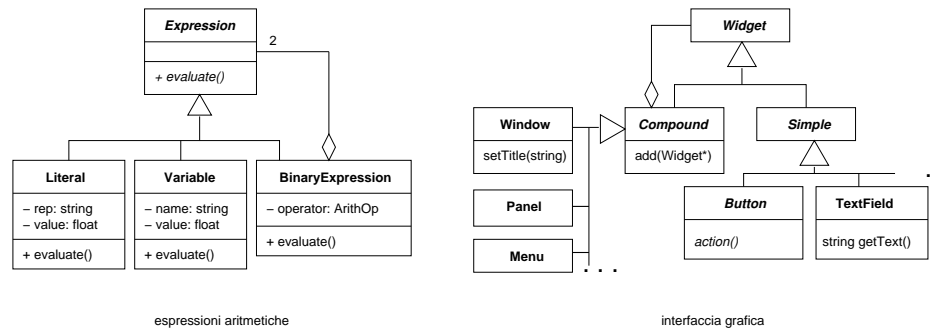 Expression
2
+ evaluate()
Literal
– rep: string
– value: float
+ evaluate()
Variable
– name: string
– value: float
+ evaluate()
BinaryExpression
– operator: ArithOp
+ evaluate()
espressioni aritmetiche
Widget
Window
setTitle(string)
Compound
add(Widget*)
Simple
Panel
Menu
. . .
Button
action()
TextField
string getText()
.
interfaccia grafica